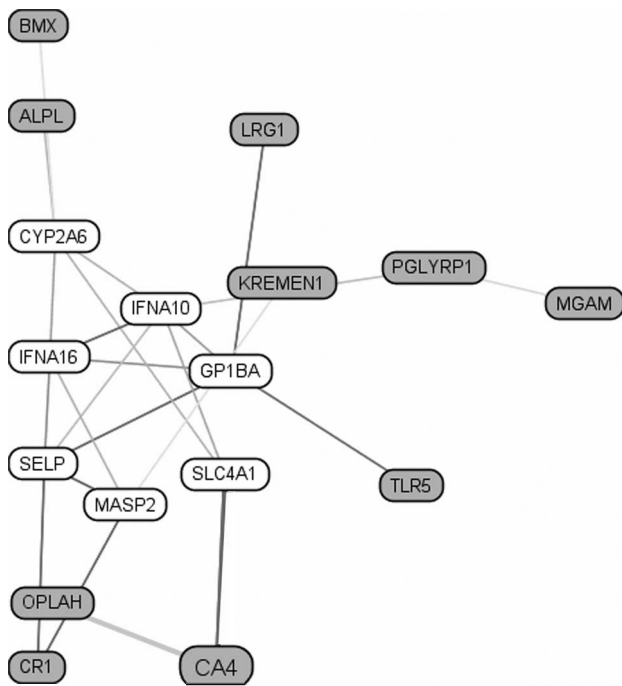 BMX
ALPL
LRG1
CYP2A6
PGLYRP1
KREMEN1
IFNA10
MGAM
IFNA16
GP1BA
SELP
SLC4A1
TLR5
MASP2
OPLAH
CR1
CA4